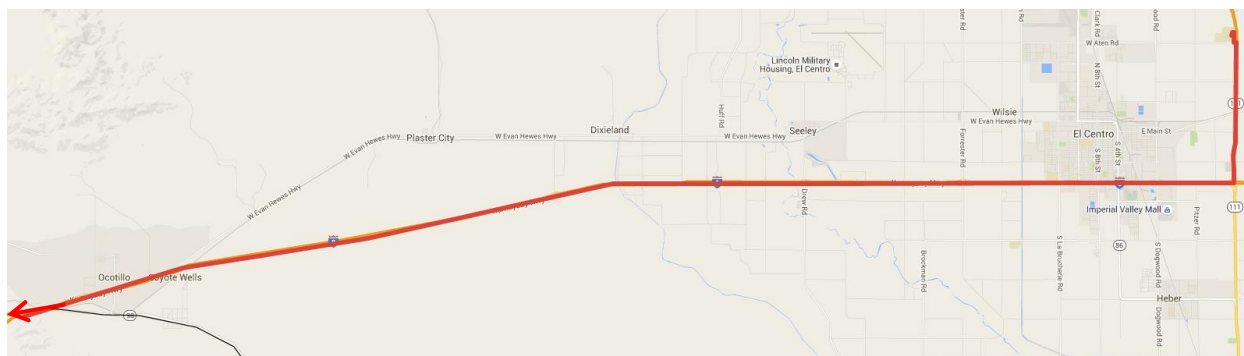 Clark Rd
W Aten Rd
N 8th St
Lincoln Military
Housing, El Centro
Huff Rd
Wilsie
W Evan Hewes Hwy
Dixieland
Seeley
Plaster City
W Evan Hewes Hwy
W Evan Hewes Hwy
W Evan Hewes Hwy
W Evan Hewes Hwy
Forrester Rd
El Centro
E Main St
S 4th St
S 8th St
Drew Rd
Imperial Valley Mall
Pitzer Rd
111
86
S La Brucherie Rd
S Dogwood Rd
Brockman Rd
Ocotillo
Coyote Wells
98
Heber
Dogwood Rd